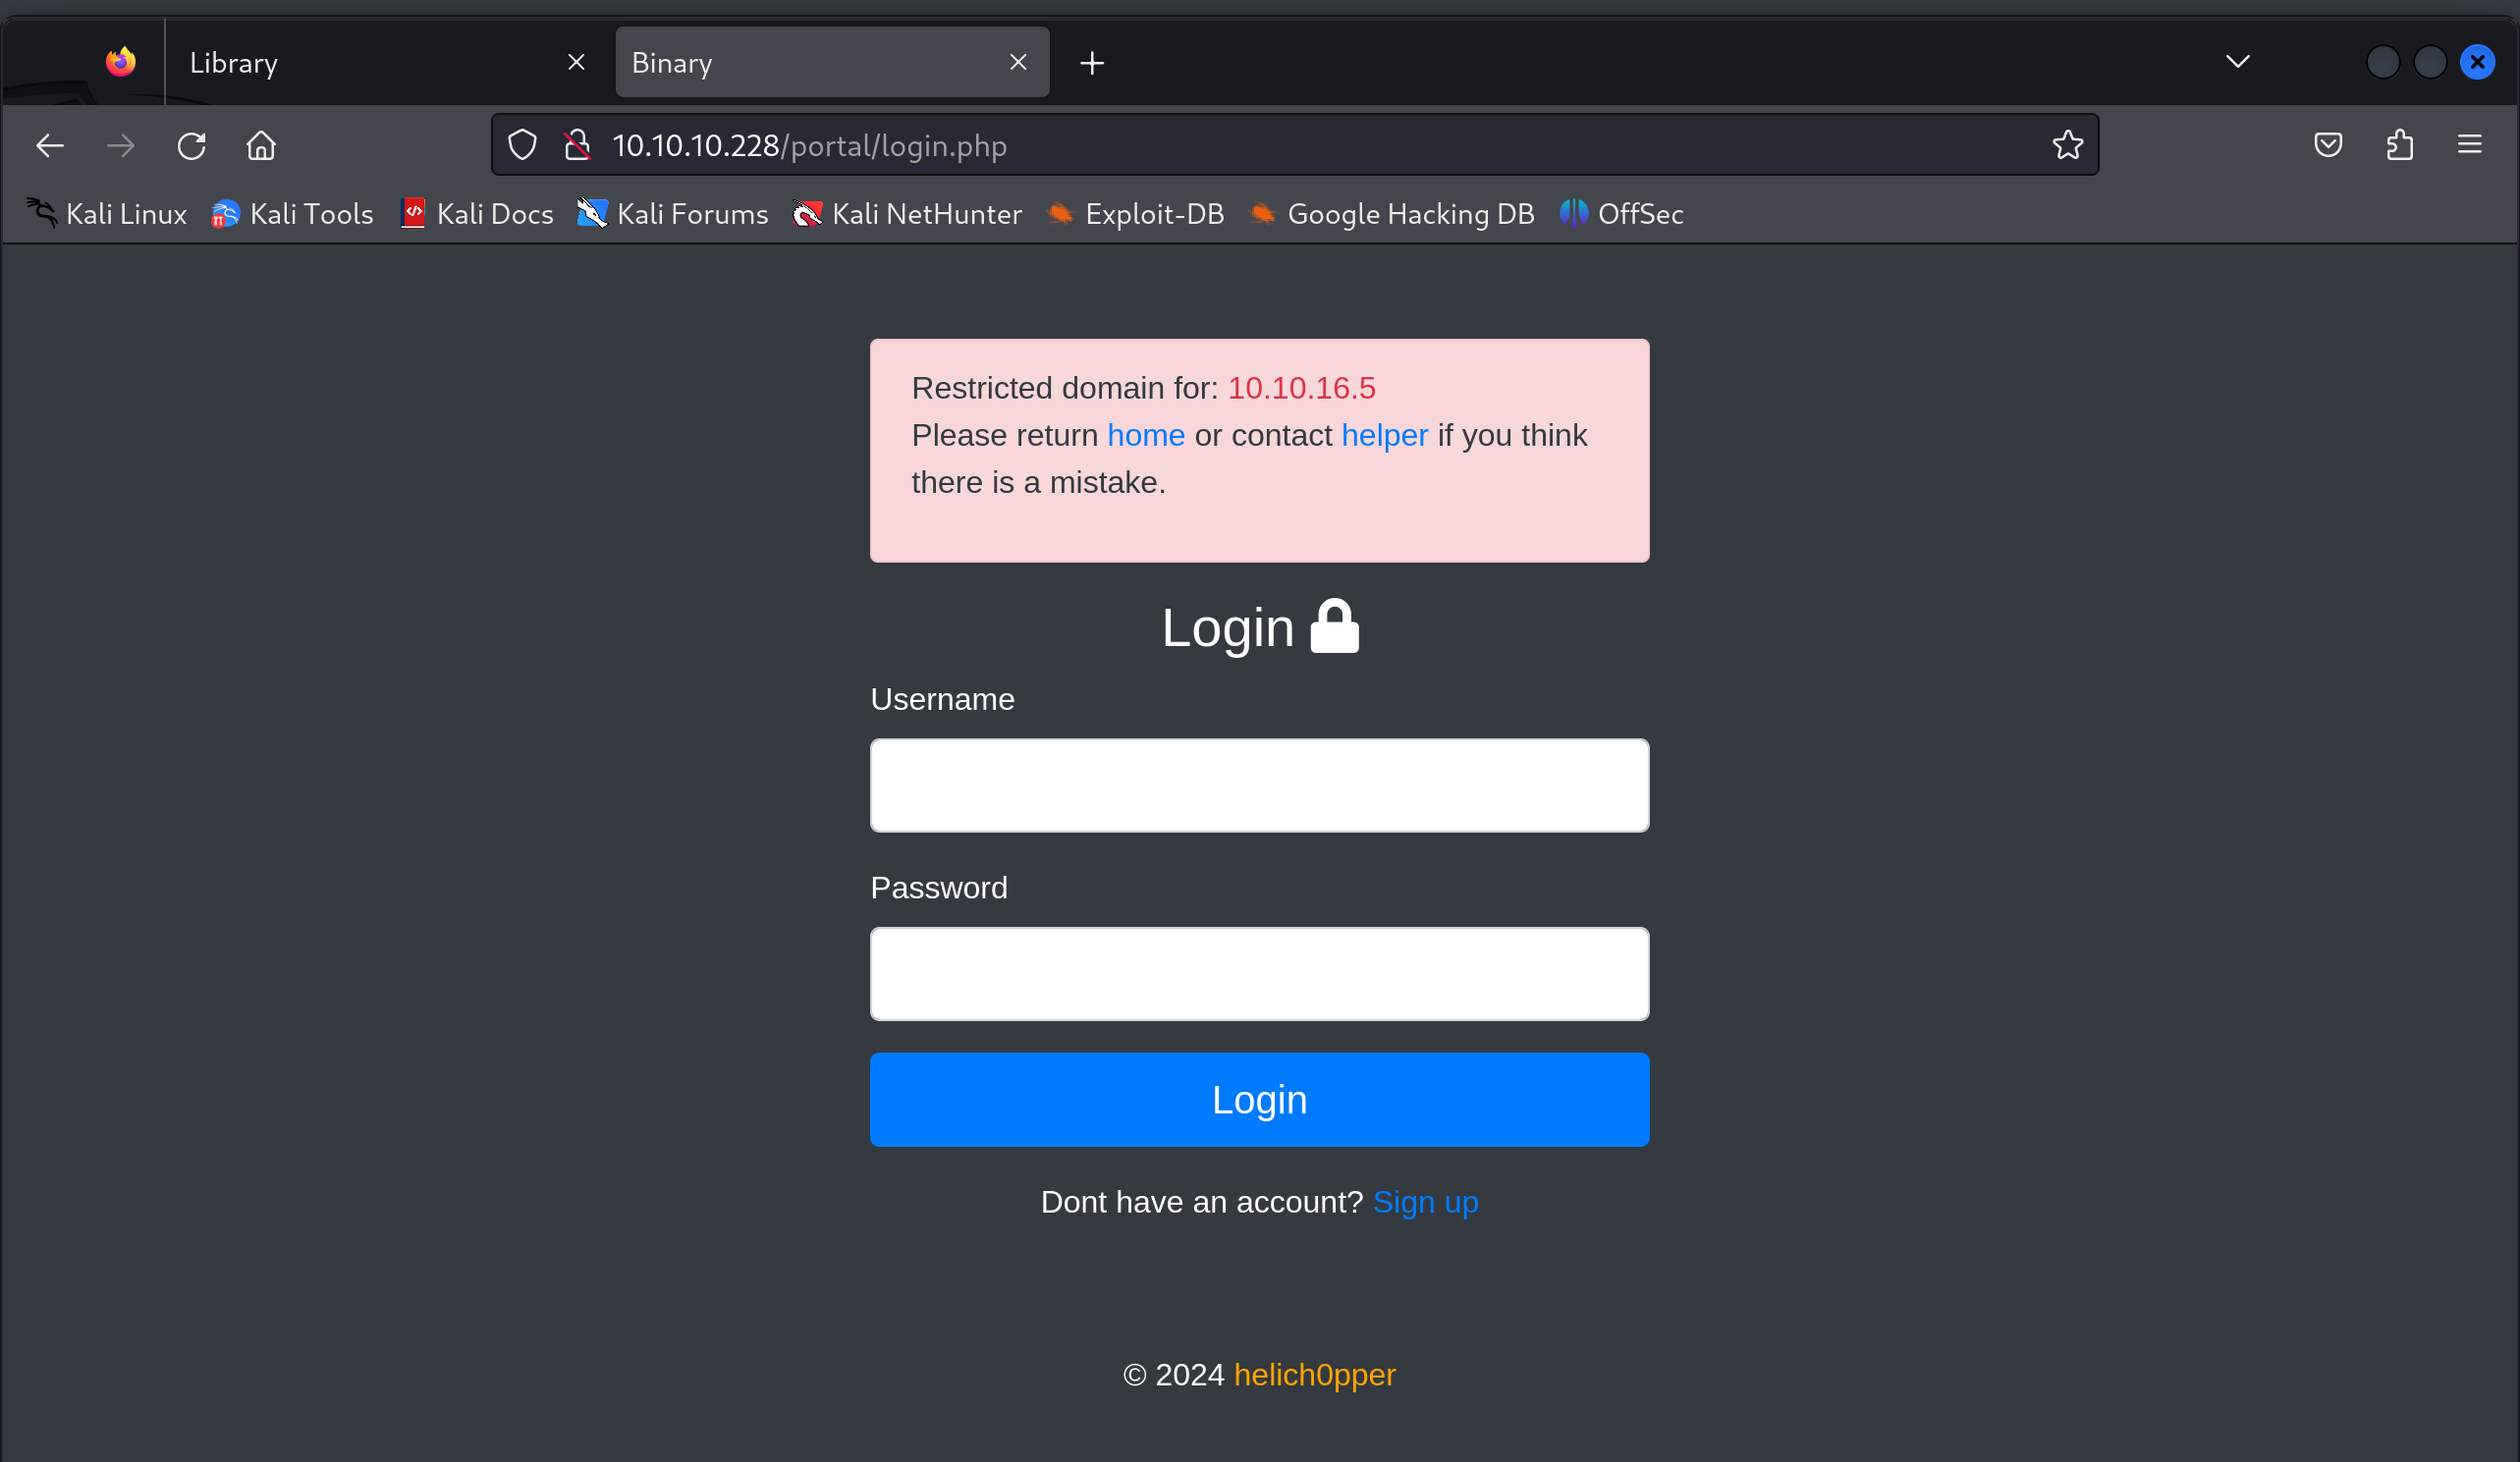 Library
Binary
10.10.10.228/portal/login.php
Kali Linux Kali Tools Kali Docs Kali Forums Kali NetHunter Exploit-DB Google Hacking DB OffSec
Restricted domain for: 10.10.16.5
Please return home or contact helper if you think
there is a mistake.
Login
Username
Password
Login
Dont have an account? Sign up
© 2024 helich0pper